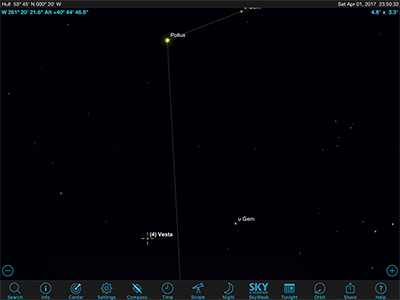 Hull 53° 45' N 000° 20' W
Sat Apr 01, 2017 23:50:32
W 261° 20' 21.6" Alt +40° 44' 48.8"
4.8° x 3.3°
Pollux
(4) Vesta
υ Gem
SKY
Search
Info
Center
Settings
Compass
Time
Scope
Night
SkyWeek
Tonight
Orbit
Share
Help